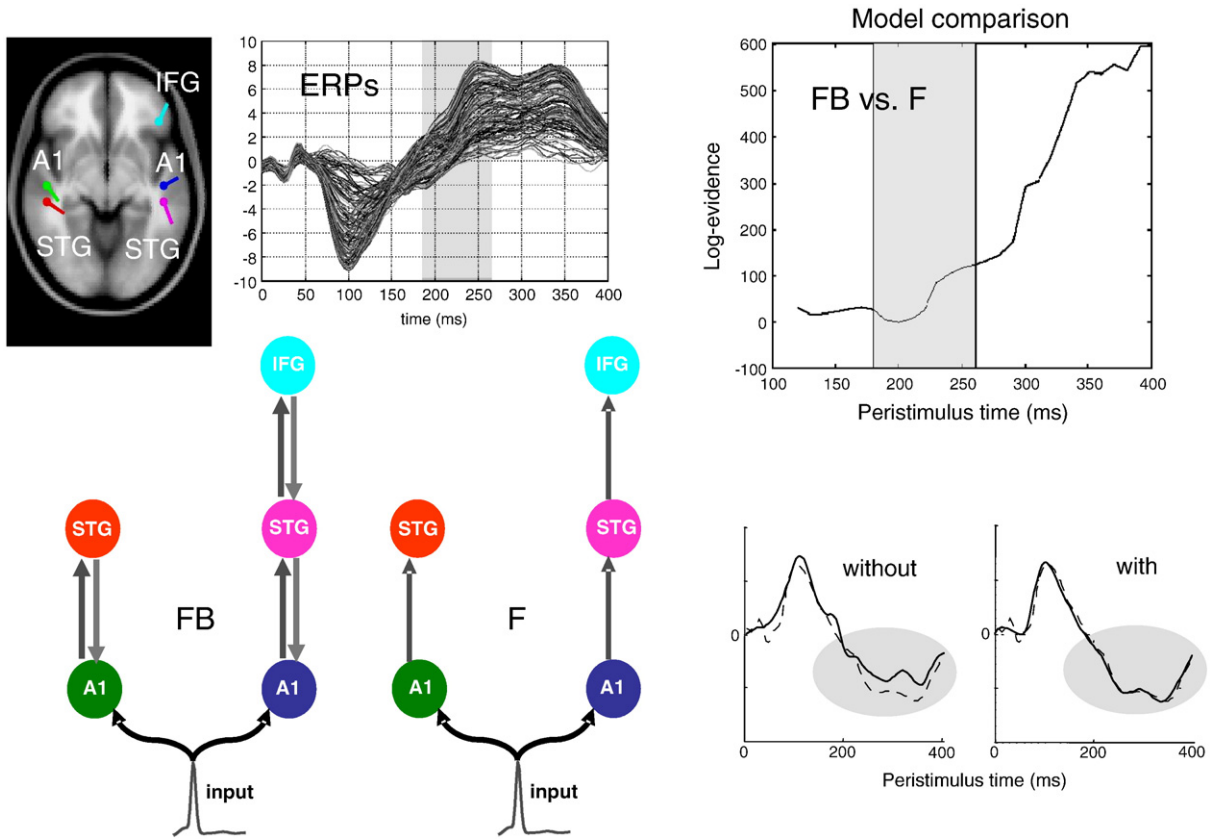 IFG
A1
A1
STG
STG
ERPs
10
8
6
4
2
0
-2
-4
-6
-8
-10
0 50 100 150 200 250 300 350 400
time (ms)
Model comparison
FB vs. F
Log-evidence
600
500
400
300
200
100
0
-100
100 150 200 250 300 350 400
Peristimulus time (ms)
IFG
STG
STG
FB
A1
A1
input
IFG
STG
STG
F
A1
A1
input
without
0
0 200 400
with
0
0 200 400
Peristimulus time (ms)